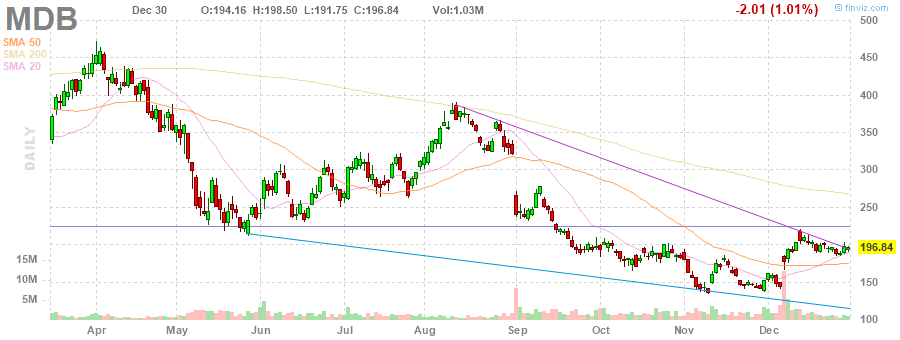 MDB
Dec 30
O:194.16 H:198.50 L:191.75 C:196.84
Vol:1.03M
-2.01 (1.01%)
© finviz.com
SMA 50
SMA 200
SMA 20
DAILY
500
450
400
350
300
250
196.84
150
100
15M
10M
5M
Apr May Jun Jul Aug Sep Oct Nov Dec